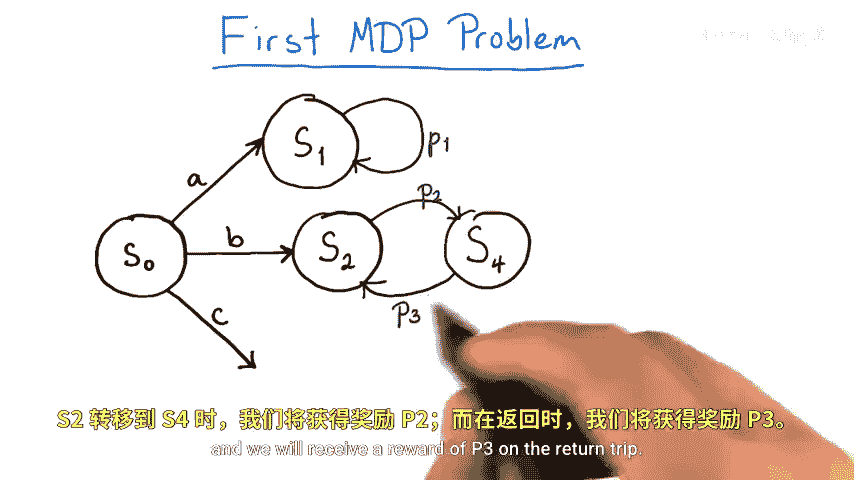 First MDP Problem
S1
P1
a
P2
S0
b
S2
S4
c
P3
S2 转移到 S4 时，我们将获得奖励 P2；而在返回时，我们将获得奖励 P3。
and we will receive a reward of P3 on the return trip.